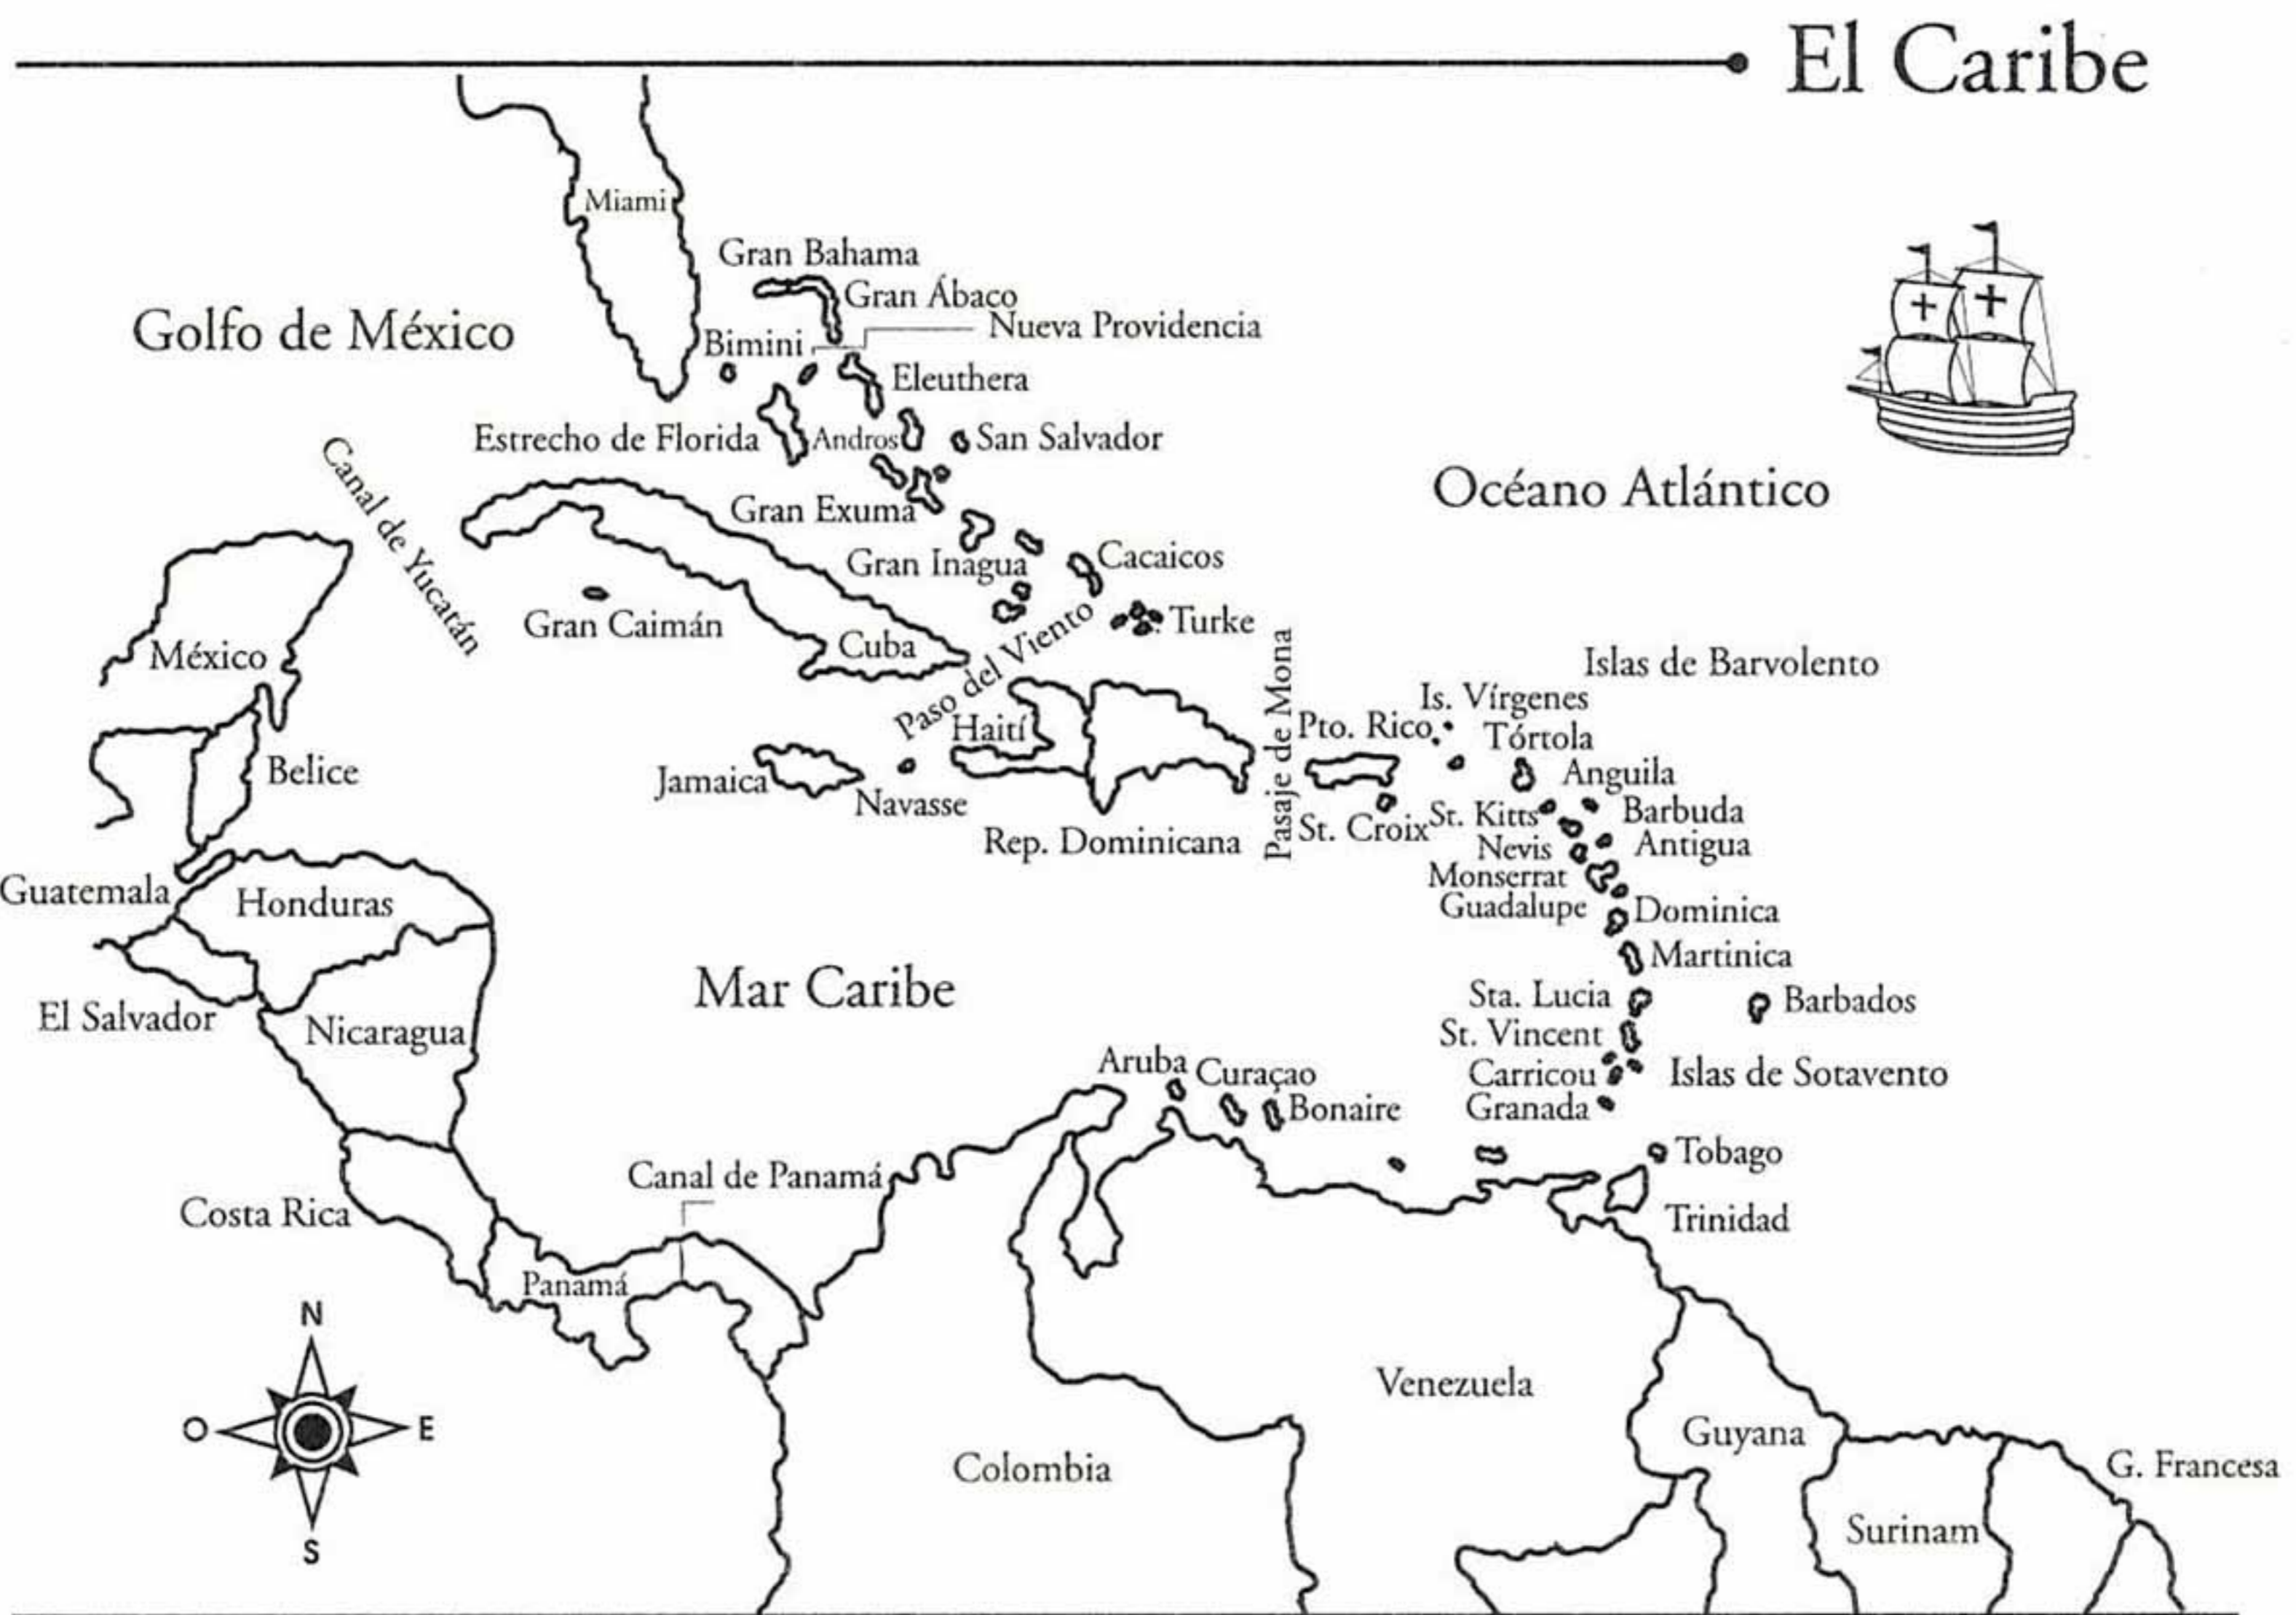 El Caribe
Miami
Gran Bahama
Gran Ábaco
Golfo de México
Nueva Providencia
Bimini
Eleuthera
Estrecho de Florida
Andros
San Salvador
Canal de Yucatán
Océano Atlántico
Gran Exuma
Gran Inagua
Cacaicos
Gran Caimán
Turke
Cuba
Paso del Viento
México
Pasaje de Mona
Islas de Barvolento
Is. Vírgenes
Haití
Pto. Rico
Tórtola
Belice
Jamaica
Anguila
Navasse
St. Kitts
Barbuda
Rep. Dominicana
St. Croix
Nevis
Antigua
Monserrat
Guatemala
Honduras
Guadalupe
Dominica
Martinica
Mar Caribe
Sta. Lucia
Barbados
El Salvador
Nicaragua
St. Vincent
Aruba
Curaçao
Carricou
Islas de Sotavento
Bonaire
Granada
Canal de Panamá
Tobago
Costa Rica
Trinidad
Panamá
N
O
E
S
Venezuela
Colombia
Guyana
G. Francesa
Surinam